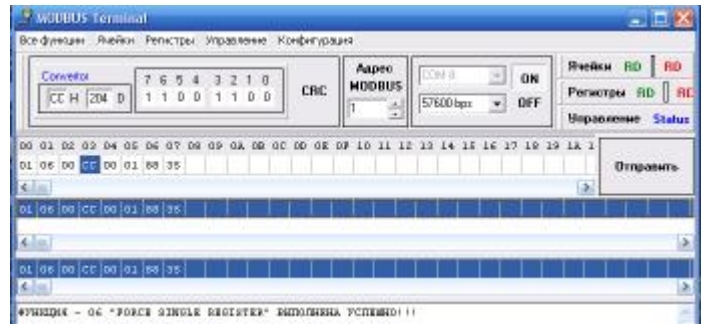 MODBUS Terminal
Все функции Ячейки Регистры Управление Конфигурация
Convertor
CC H 204 D
7 6 5 4 3 2 1 0
1 1 0 0 1 1 0 0
CRC
Адрес
MODBUS
1
COM 8
57600 bps
ON
OFF
Ячейки RD RD
Регистры RD
Управление Status
00 01 02 03 04 05 06 07 08 09 0A 0B 0C 0D 0E 0F 10 11 12 13 14 15 16 17 18 19 1A 1
01 06 00 CC 00 01 88 35
Отправить
01 06 00 CC 00 01 88 35
01 06 00 CC 00 01 88 35
ФУНКЦИЯ - 06 "FORCE SINGLE REGISTER" ВЫПОЛНЕНА УСПЕШНО!!!